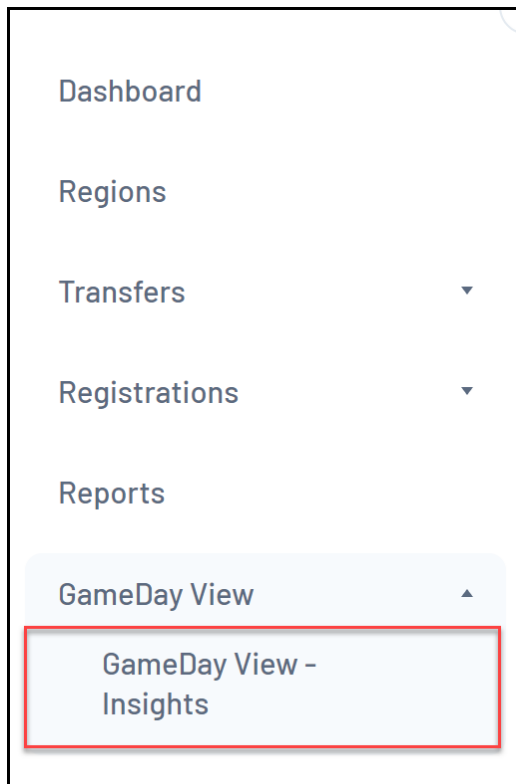 Dashboard
Regions
Transfers
Registrations
Reports
GameDay View
GameDay View -
Insights